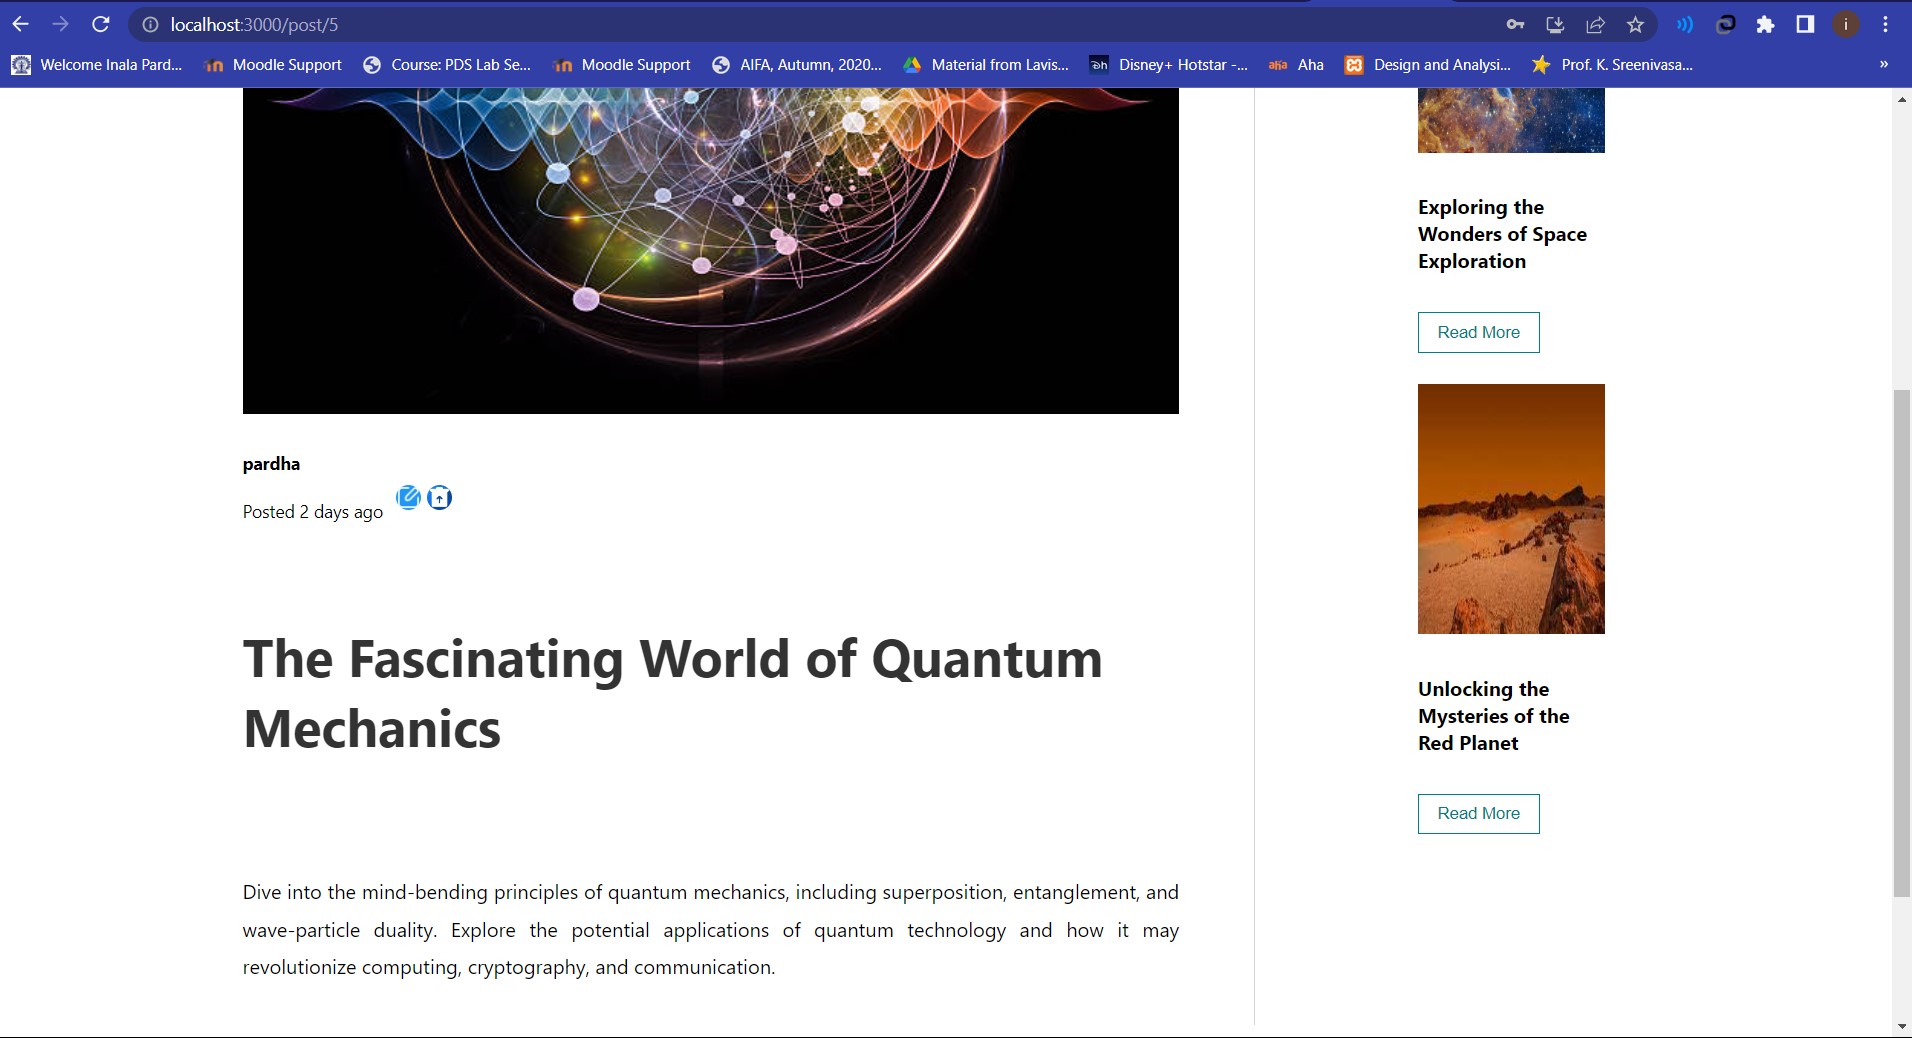 localhost:3000/post/5
i
Welcome Inala Pard...
Moodle Support
Course: PDS Lab Se...
Moodle Support
AIFA, Autumn, 2020...
Material from Lavis...
Disney+ Hotstar -...
aha
Aha
Design and Analysi...
Prof. K. Sreenivasa...
»
pardha
Posted 2 days ago
The Fascinating World of Quantum
Mechanics
Dive into the mind-bending principles of quantum mechanics, including superposition, entanglement, and
wave-particle duality. Explore the potential applications of quantum technology and how it may
revolutionize computing, cryptography, and communication.
Exploring the
Wonders of Space
Exploration
Read More
Unlocking the
Mysteries of the
Red Planet
Read More